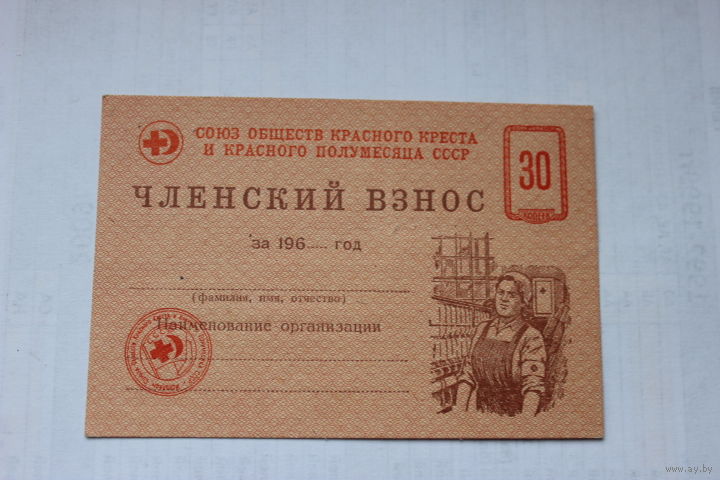 СОЮЗ ОБЩЕСТВ КРАСНОГО КРЕСТА
И КРАСНОГО ПОЛУМЕСЯЦА СССР
30
КОПЕЕК
ЧЛЕНСКИЙ ВЗНОС
за 196..... год
(фамилия, имя, отчество)
Наименование организации
www.ay.by